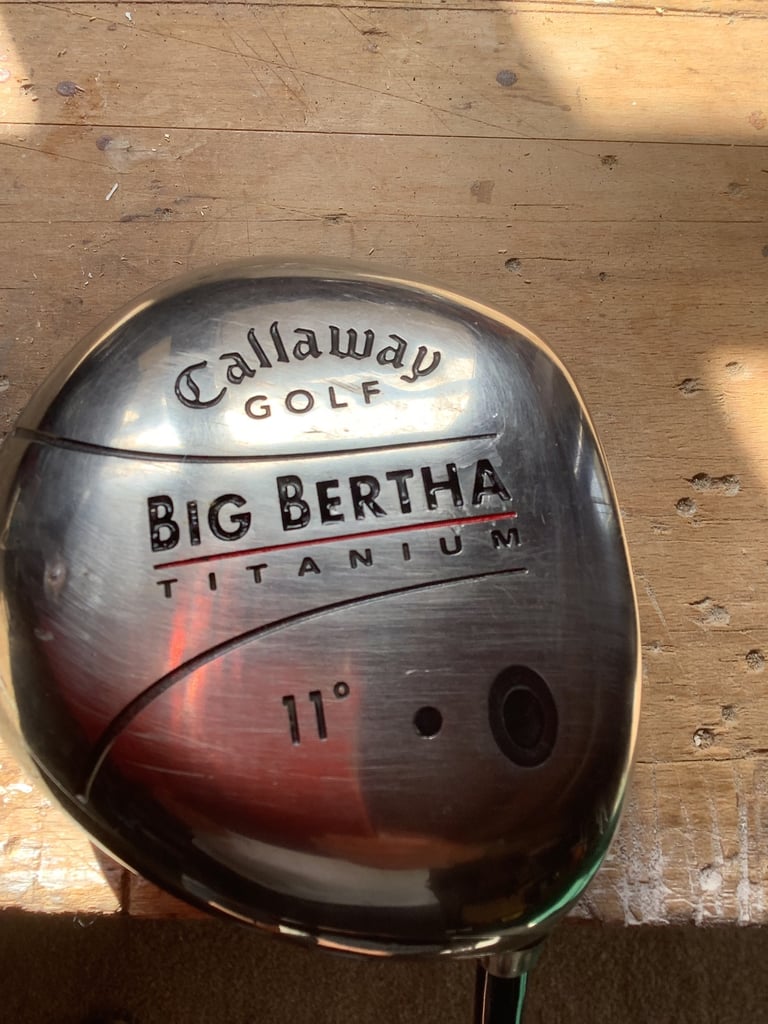 Callaway
GOLF
BIG BERTHA
TITANIUM
11°